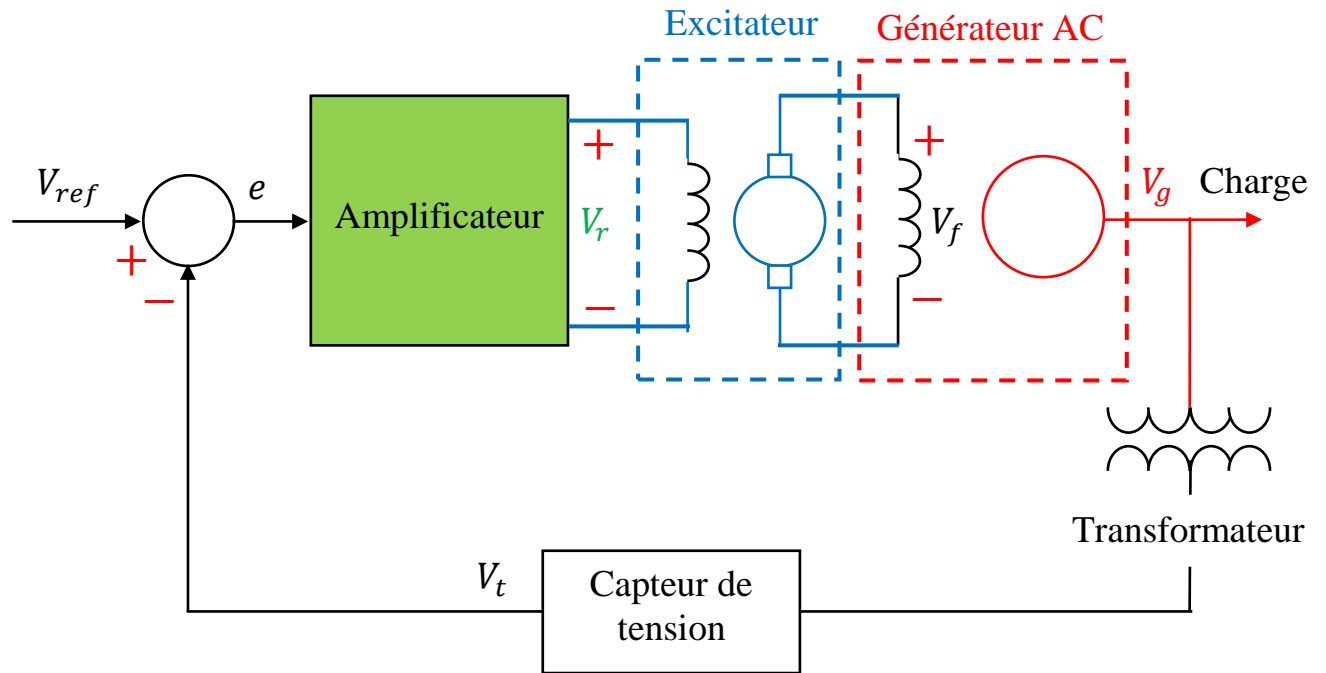 Excitateur
Générateur AC
V_ref
e
Amplificateur
+
−
V_r
+
−
V_f
+
−
V_g
Charge
Transformateur
V_t
Capteur de
tension